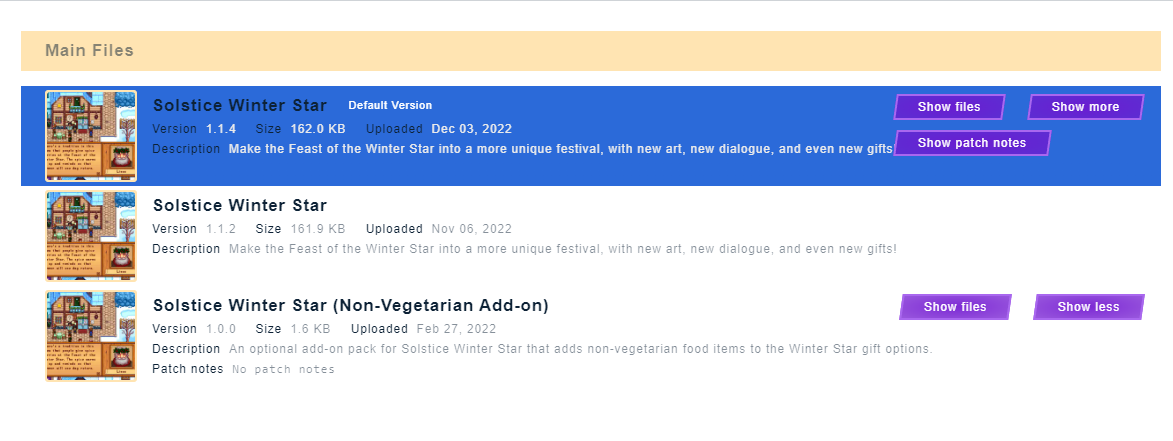 Main Files
Solstice Winter Star Default Version
Show files Show more
Version 1.1.4 Size 162.0 KB Uploaded Dec 03, 2022
Description Make the Feast of the Winter Star into a more unique festival, with new art, new dialogue, and even new gifts
Show patch notes
Solstice Winter Star
Version 1.1.2 Size 161.9 KB Uploaded Nov 06, 2022
Description Make the Feast of the Winter Star into a more unique festival, with new art, new dialogue, and even new gifts!
Solstice Winter Star (Non-Vegetarian Add-on)
Show files Show less
Version 1.0.0 Size 1.6 KB Uploaded Feb 27, 2022
Description An optional add-on pack for Solstice Winter Star that adds non-vegetarian food items to the Winter Star gift options.
Patch notes No patch notes